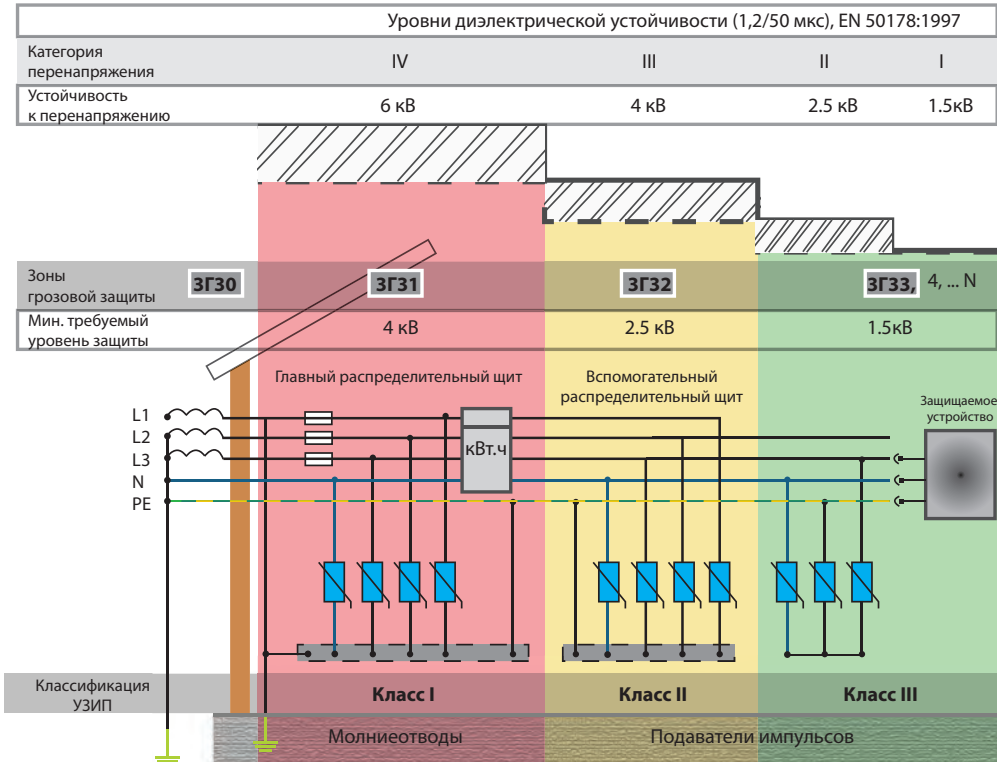 Уровни диэлектрической устойчивости (1,2/50 мкс), EN 50178:1997
Категория
перенапряжения
IV
III
II
I
Устойчивость
к перенапряжению
6 кВ
4 кВ
2.5 кВ
1.5кВ
Зоны
грозовой защиты
ЗГЗ0
ЗГЗ1
ЗГЗ2
ЗГЗ3, 4, ... N
Мин. требуемый
уровень защиты
4 кВ
2.5 кВ
1.5кВ
Главный распределительный щит
Вспомогательный
распределительный щит
Защищаемое
устройство
L1
L2
L3
N
PE
кВт.ч
Классификация
УЗИП
Класс I
Класс II
Класс III
Молниеотводы
Подаватели импульсов